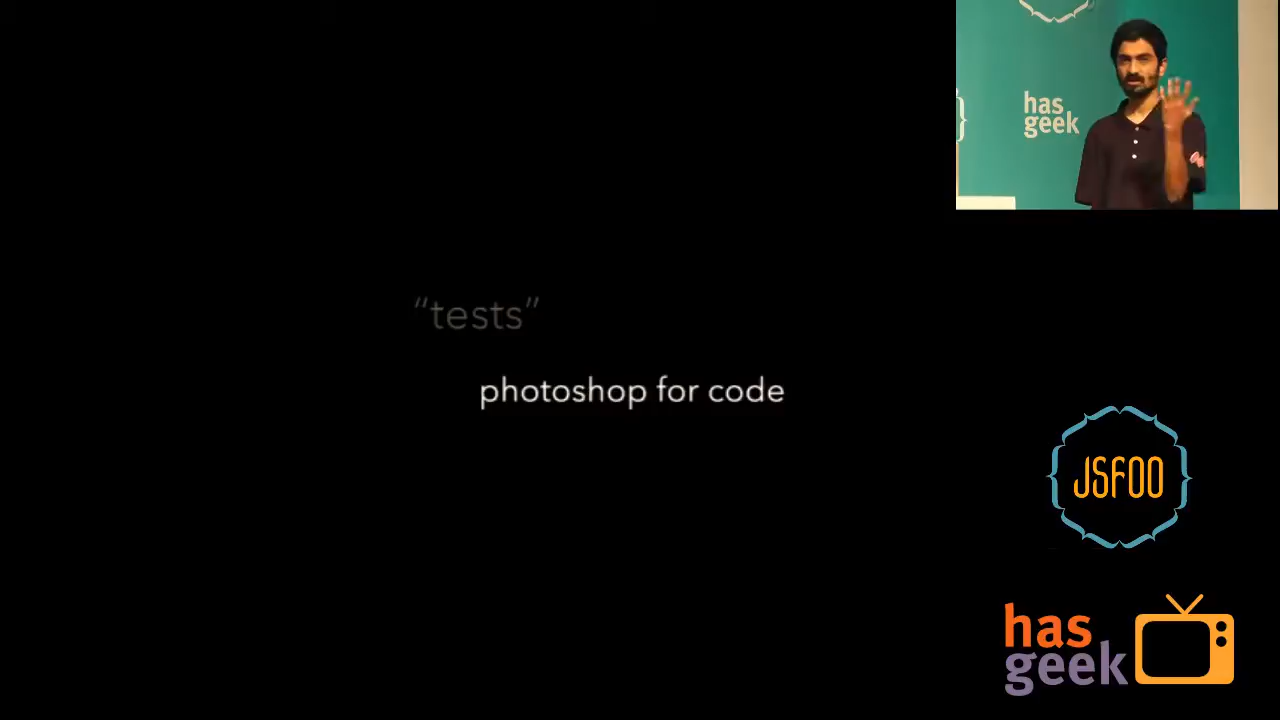 has
geek
“tests”
photoshop for code
JSFOO
has
geek